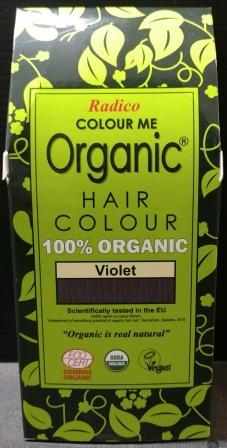 Radico
COLOUR ME
Organic®
HAIR
COLOUR
100% ORGANIC
Violet
Scientifically tested in the EU
"Organic is real natural"
ECO
CERT
COSMOS
ORGANIC
USDA
ORGANIC
Vegan